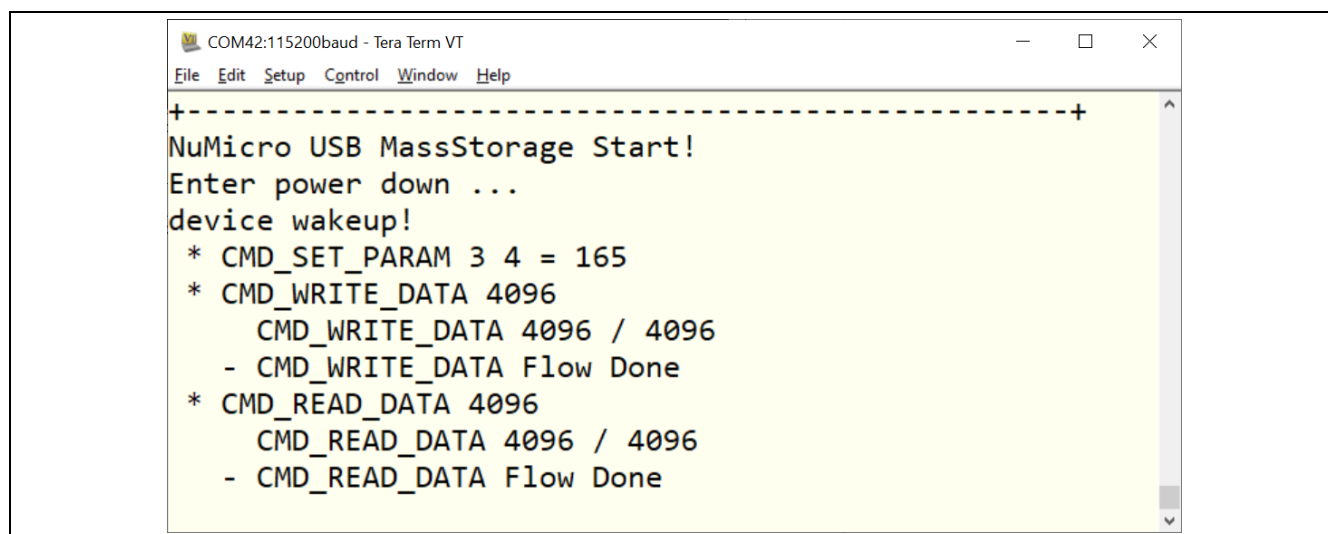 COM42:115200baud - Tera Term VT
File Edit Setup Control Window Help
+--------------------------------------------------+
NuMicro USB MassStorage Start!
Enter power down ...
device wakeup!
 * CMD_SET_PARAM 3 4 = 165
 * CMD_WRITE_DATA 4096
     CMD_WRITE_DATA 4096 / 4096
   - CMD_WRITE_DATA Flow Done
 * CMD_READ_DATA 4096
     CMD_READ_DATA 4096 / 4096
   - CMD_READ_DATA Flow Done